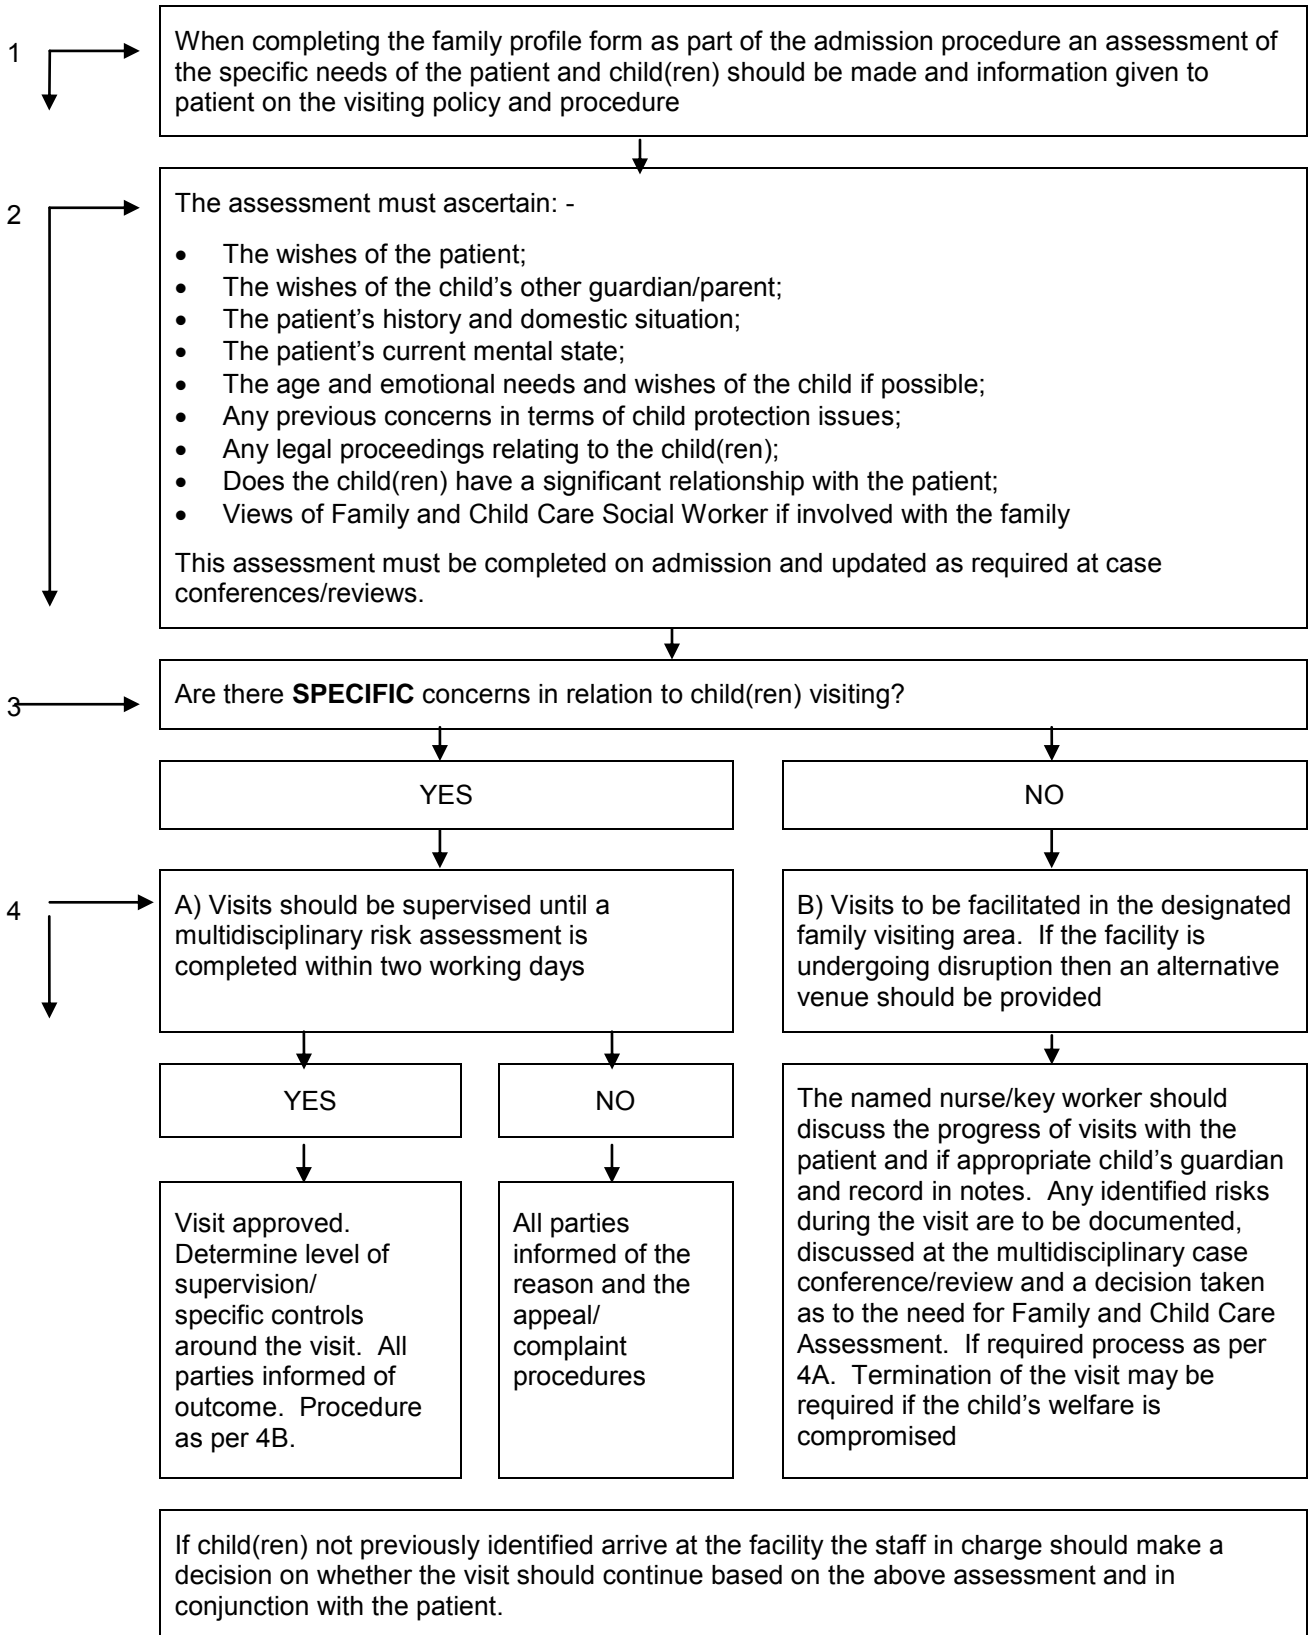 1
When completing the family profile form as part of the admission procedure an assessment of
the specific needs of the patient and child(ren) should be made and information given to
patient on the visiting policy and procedure
2
The assessment must ascertain: -
• The wishes of the patient;
• The wishes of the child’s other guardian/parent;
• The patient’s history and domestic situation;
• The patient’s current mental state;
• The age and emotional needs and wishes of the child if possible;
• Any previous concerns in terms of child protection issues;
• Any legal proceedings relating to the child(ren);
• Does the child(ren) have a significant relationship with the patient;
• Views of Family and Child Care Social Worker if involved with the family
This assessment must be completed on admission and updated as required at case
conferences/reviews.
3
Are there SPECIFIC concerns in relation to child(ren) visiting?
YES
NO
4
A) Visits should be supervised until a
multidisciplinary risk assessment is
completed within two working days
B) Visits to be facilitated in the designated
family visiting area. If the facility is
undergoing disruption then an alternative
venue should be provided
YES
NO
Visit approved.
Determine level of
supervision/
specific controls
around the visit. All
parties informed of
outcome. Procedure
as per 4B.
All parties
informed of the
reason and the
appeal/
complaint
procedures
The named nurse/key worker should
discuss the progress of visits with the
patient and if appropriate child’s guardian
and record in notes. Any identified risks
during the visit are to be documented,
discussed at the multidisciplinary case
conference/review and a decision taken
as to the need for Family and Child Care
Assessment. If required process as per
4A. Termination of the visit may be
required if the child’s welfare is
compromised
If child(ren) not previously identified arrive at the facility the staff in charge should make a
decision on whether the visit should continue based on the above assessment and in
conjunction with the patient.